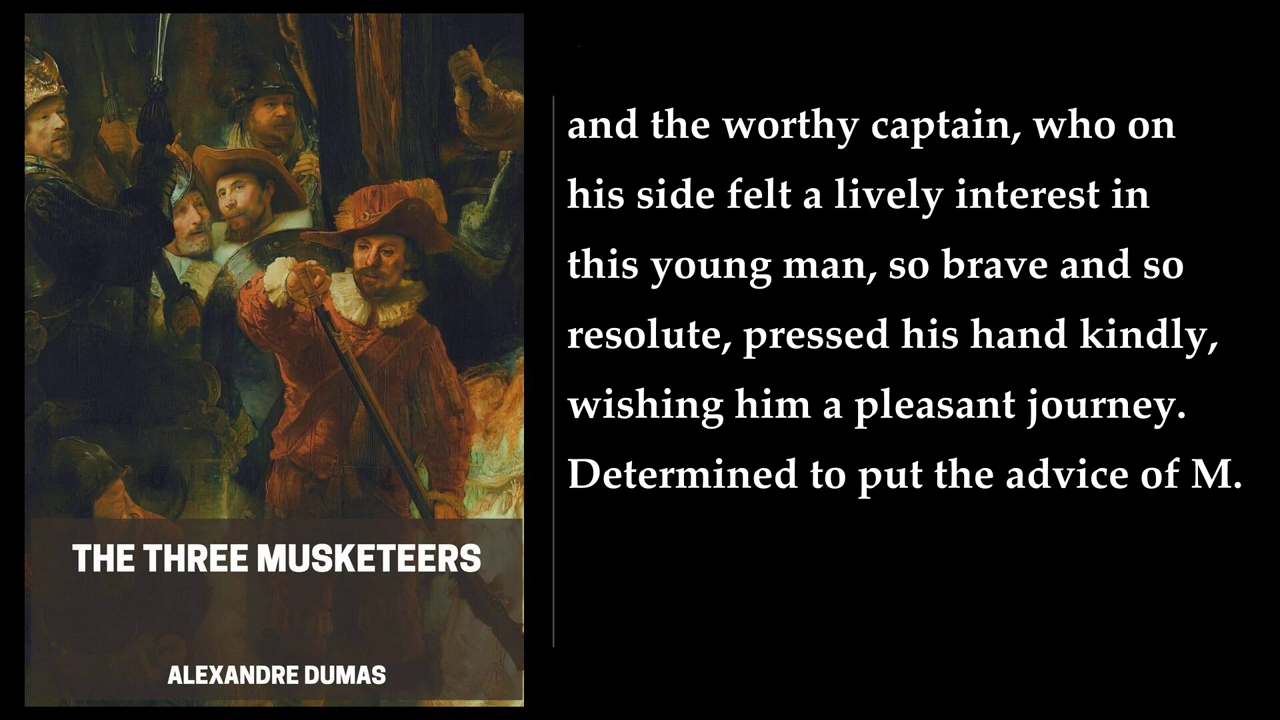 THE THREE MUSKETEERS
ALEXANDRE DUMAS
and the worthy captain, who on
his side felt a lively interest in
this young man, so brave and so
resolute, pressed his hand kindly,
wishing him a pleasant journey.
Determined to put the advice of M.